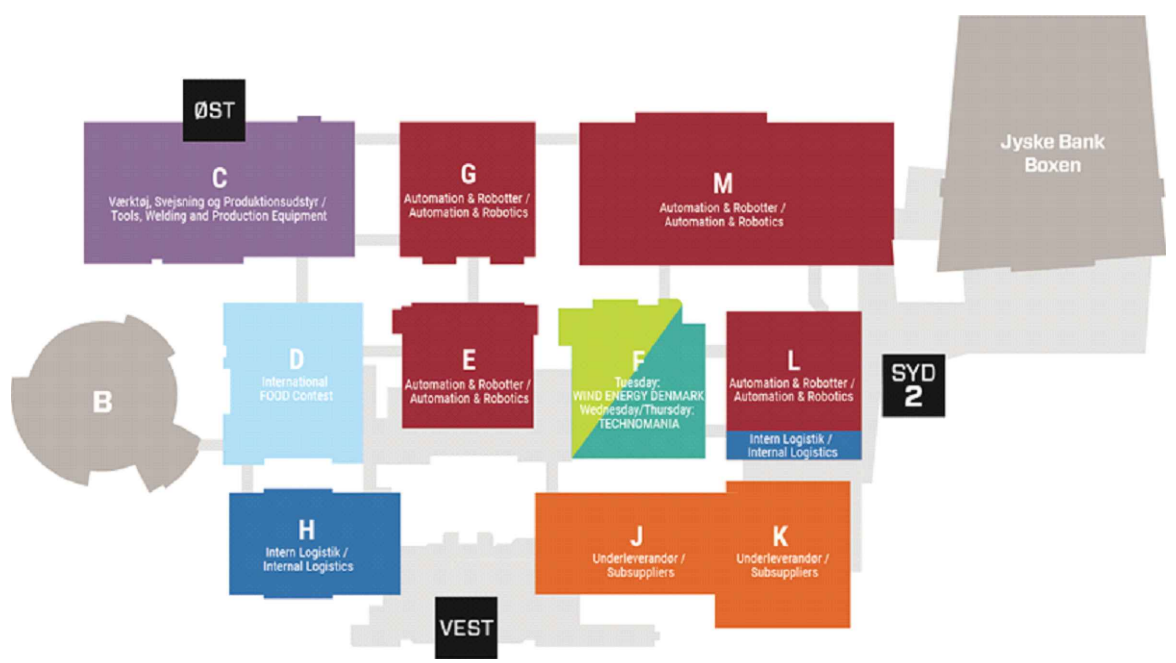 ØST
C
Værktøj, Svejsning og Produktionsudstyr /
Tools, Welding and Production Equipment
G
Automation & Robotter /
Automation & Robotics
M
Automation & Robotter /
Automation & Robotics
Jyske Bank
Boxen
B
D
International
FOOD Contest
E
Automation & Robotter /
Automation & Robotics
F
Tuesday:
WIND ENERGY DENMARK
Wednesday/Thursday:
TECHNOMANIA
L
Automation & Robotter /
Automation & Robotics
Intern Logistik /
Internal Logistics
SYD
2
H
Intern Logistik /
Internal Logistics
VEST
J
Underleverandør /
Subsuppliers
K
Underleverandør /
Subsuppliers